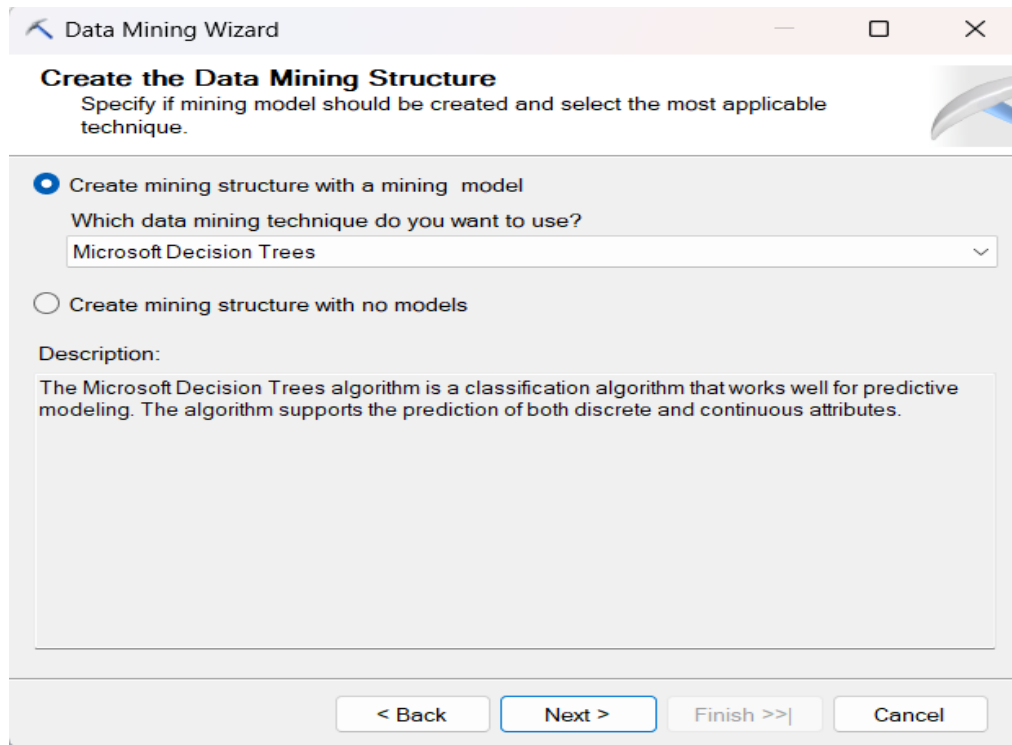 Data Mining Wizard
Create the Data Mining Structure
Specify if mining model should be created and select the most applicable
technique.
Create mining structure with a mining model
Which data mining technique do you want to use?
Microsoft Decision Trees
Create mining structure with no models
Description:
The Microsoft Decision Trees algorithm is a classification algorithm that works well for predictive
modeling. The algorithm supports the prediction of both discrete and continuous attributes.
< Back
Next >
Finish >>|
Cancel